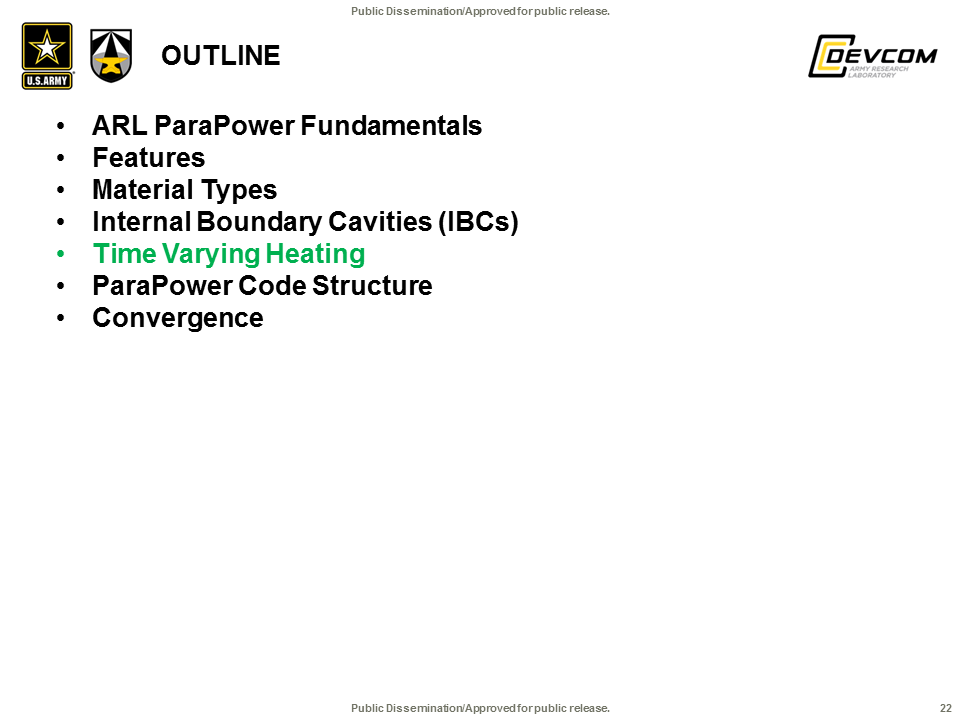 Public Dissemination/Approved for public release.
U.S.ARMY
OUTLINE
DEVCOM
ARMY RESEARCH
LABORATORY
• ARL ParaPower Fundamentals
• Features
• Material Types
• Internal Boundary Cavities (IBCs)
• Time Varying Heating
• ParaPower Code Structure
• Convergence
Public Dissemination/Approved for public release.
22